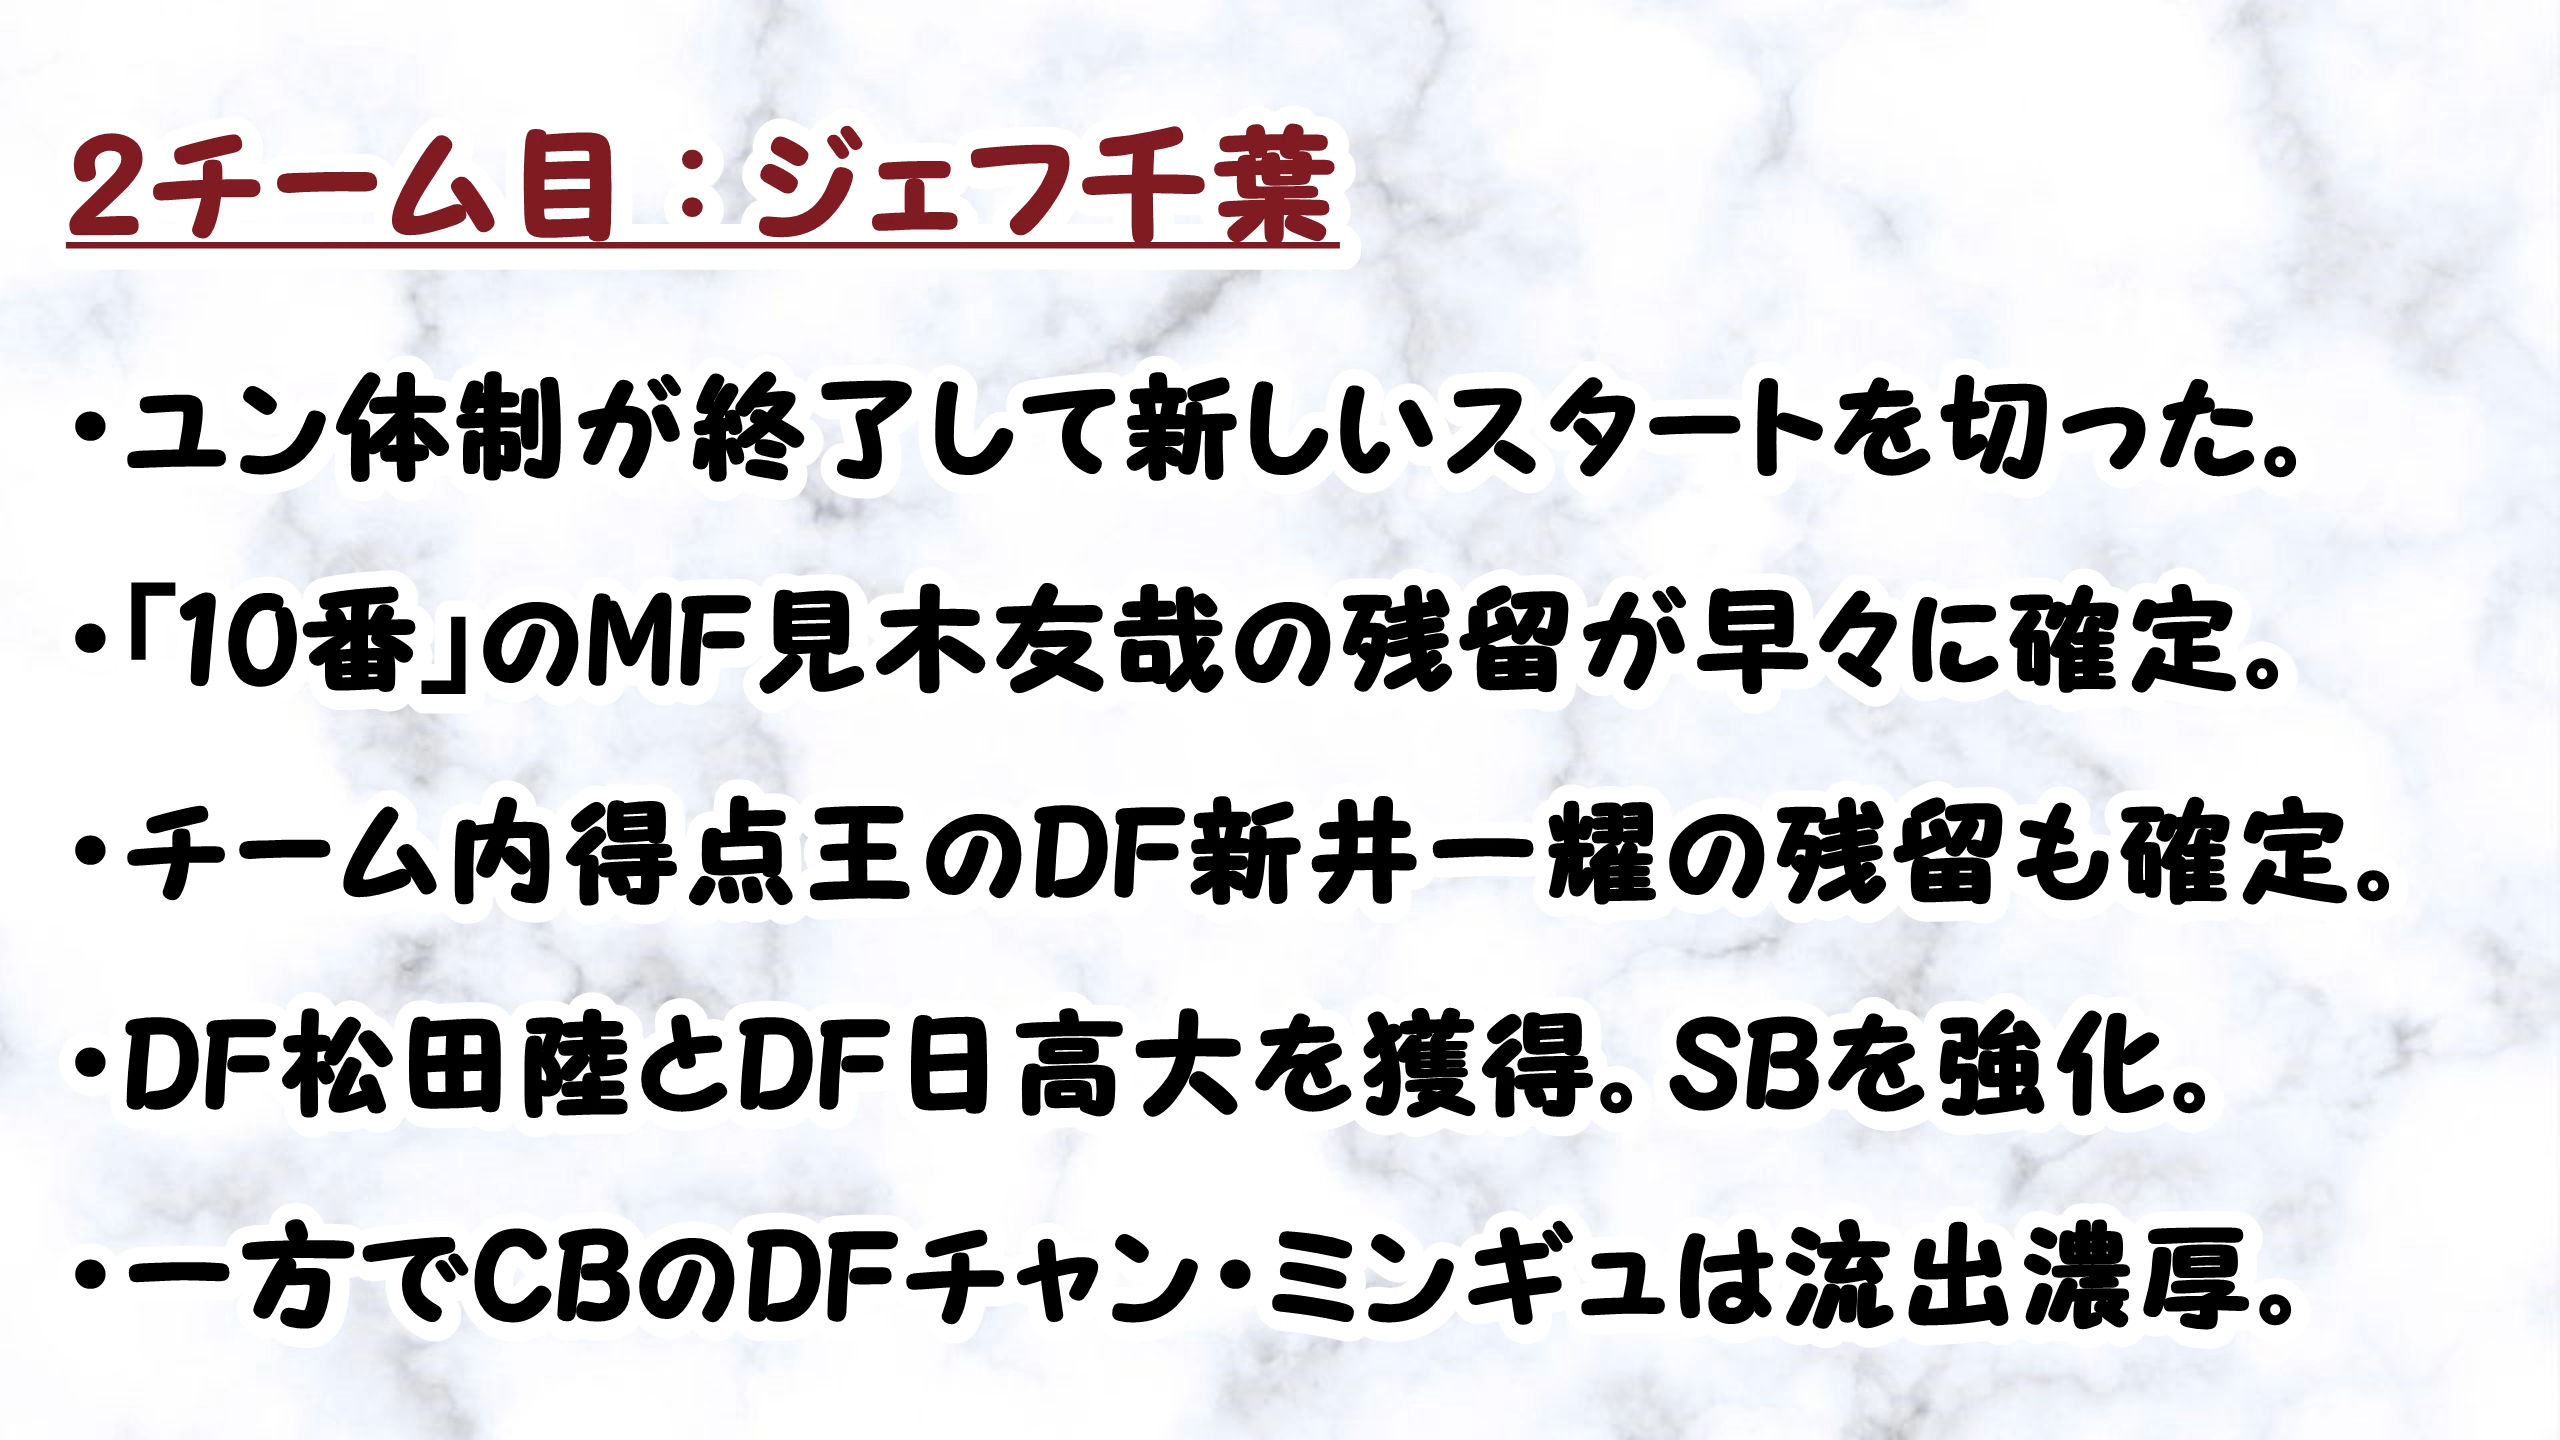 2チーム目：ジェフ千葉
・ユン体制が終了して新しいスタートを切った。
・「10番」のMF見木友哉の残留が早々に確定。
・チーム内得点王のDF新井一耀の残留も確定。
・DF松田陸とDF日高大を獲得。SBを強化。
・一方でCBのDFチャン・ミンギュは流出濃厚。